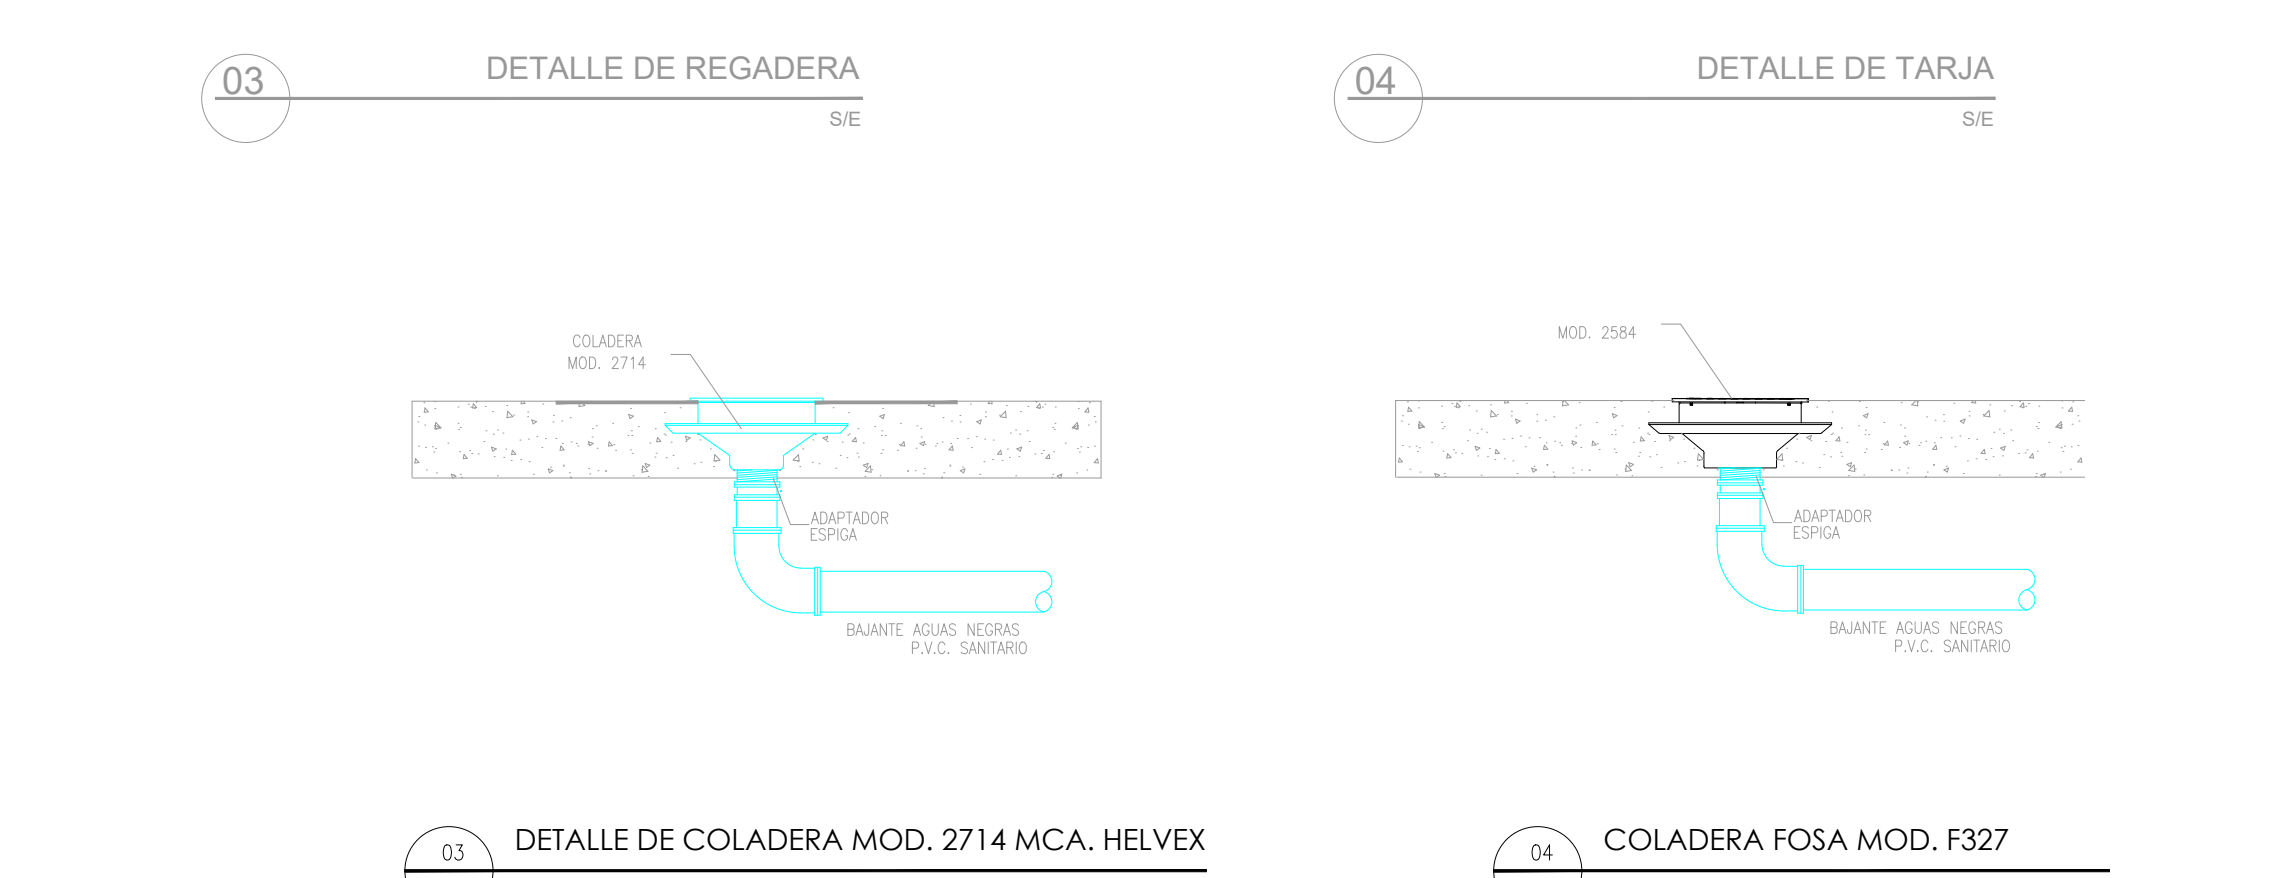 03
DETALLE DE REGADERA
S/E
04
DETALLE DE TARJA
S/E
COLADERA
MOD. 2714
ADAPTADOR
ESPIGA
BAJANTE AGUAS NEGRAS
P.V.C. SANITARIO
MOD. 2584
ADAPTADOR
ESPIGA
BAJANTE AGUAS NEGRAS
P.V.C. SANITARIO
03
DETALLE DE COLADERA MOD. 2714 MCA. HELVEX
04
COLADERA FOSA MOD. F327